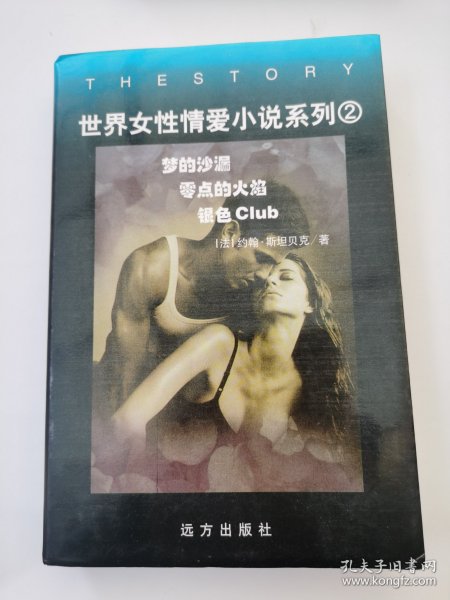 THESTORY
世界女性情爱小说系列②
梦的沙漏
零点的火焰
银色Club
[法]约翰·斯坦贝克/著
远方出版社
孔夫子旧书网
www.kongfz.com